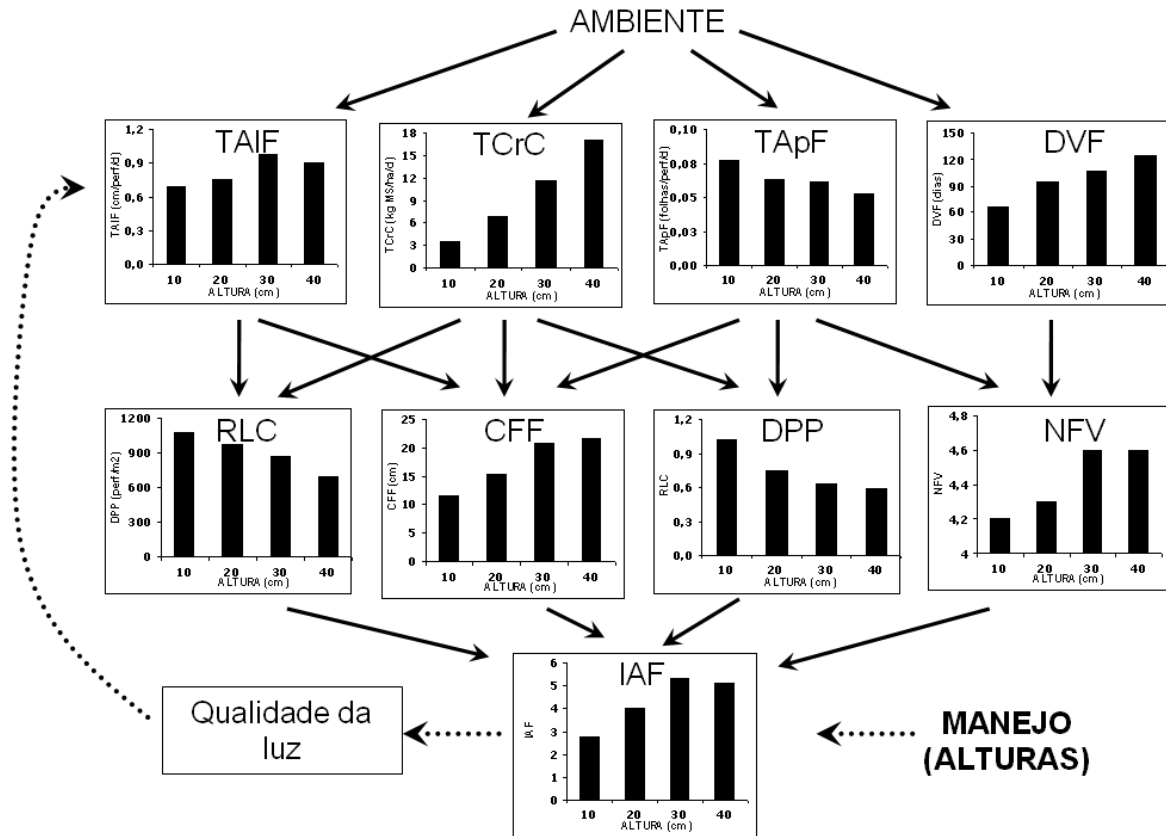 AMBIENTE
TAlF
TAlF (cm/perf/d)
1,2
0,9
0,6
0,3
0,0
10 20 30 40
ALTURA (cm)
TCrC
TCrC (kg MS/ha/d)
18
15
12
9
6
3
0
10 20 30 40
ALTURA (cm)
TApF
TApF (folhas/perf/d)
0,10
0,08
0,05
0,03
0,00
10 20 30 40
ALTURA (cm)
DVF
DVF (dias)
150
120
90
60
30
0
10 20 30 40
ALTURA (cm)
RLC
DPP (perf/m2)
1200
900
600
300
0
10 20 30 40
ALTURA (cm)
CFF
CFF (cm)
25
20
15
10
5
0
10 20 30 40
ALTURA (cm)
DPP
RLC
1,2
0,9
0,6
0,3
0,0
10 20 30 40
ALTURA (cm)
NFV
NFV
4,8
4,6
4,4
4,2
4
10 20 30 40
ALTURA (cm)
IAF
IAF
6
5
4
3
2
1
0
10 20 30 40
ALTURA (cm)
Qualidade da
luz
MANEJO
(ALTURAS)